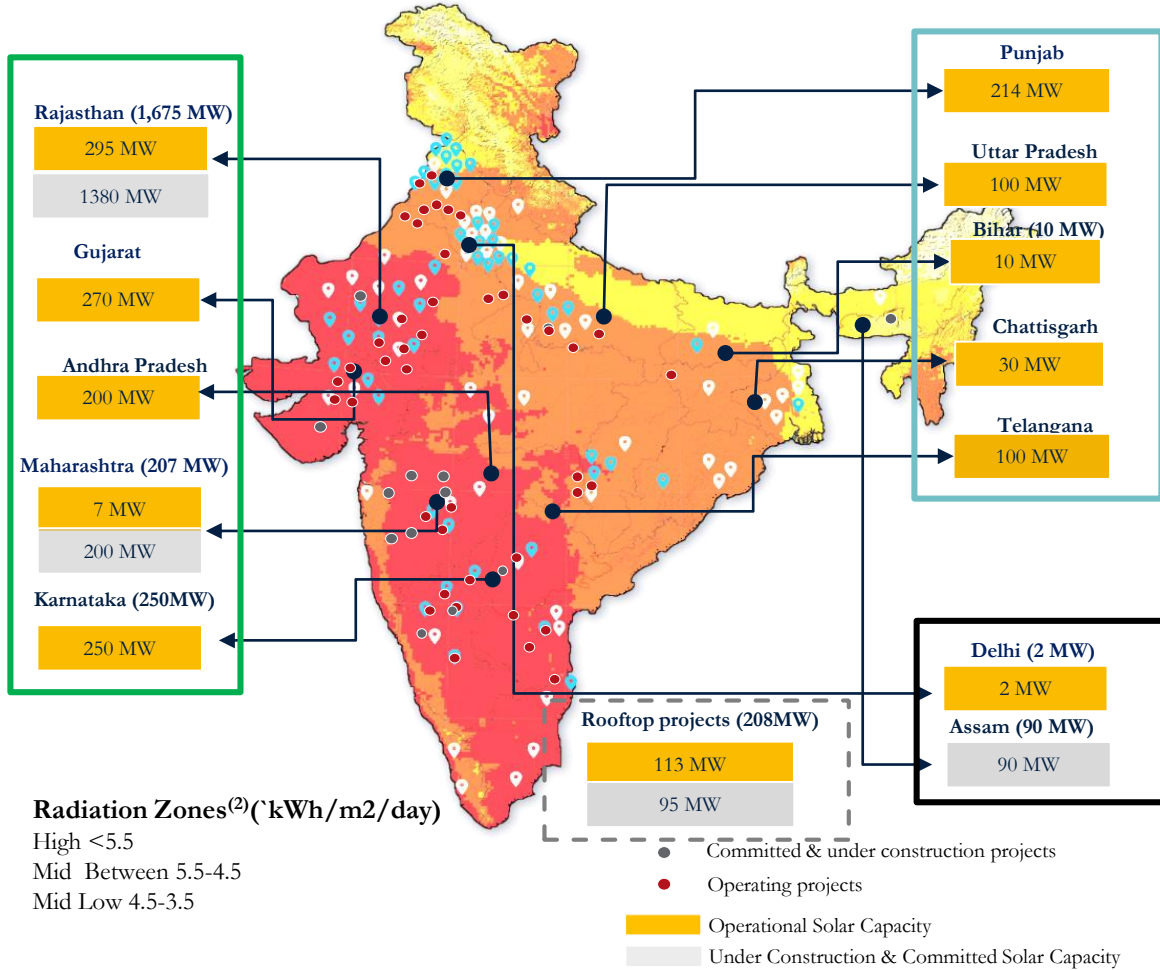 Rajasthan (1,675 MW)
295 MW
1380 MW
Gujarat
270 MW
Andhra Pradesh
200 MW
Maharashtra (207 MW)
7 MW
200 MW
Karnataka (250MW)
250 MW
Punjab
214 MW
Uttar Pradesh
100 MW
Bihar (10 MW)
10 MW
Chattisgarh
30 MW
Telangana
100 MW
Delhi (2 MW)
2 MW
Assam (90 MW)
90 MW
Rooftop projects (208MW)
113 MW
95 MW
Radiation Zones(2)(`kWh/m2/day)
High <5.5
Mid Between 5.5-4.5
Mid Low 4.5-3.5
Committed & under construction projects
Operating projects
Operational Solar Capacity
Under Construction & Committed Solar Capacity